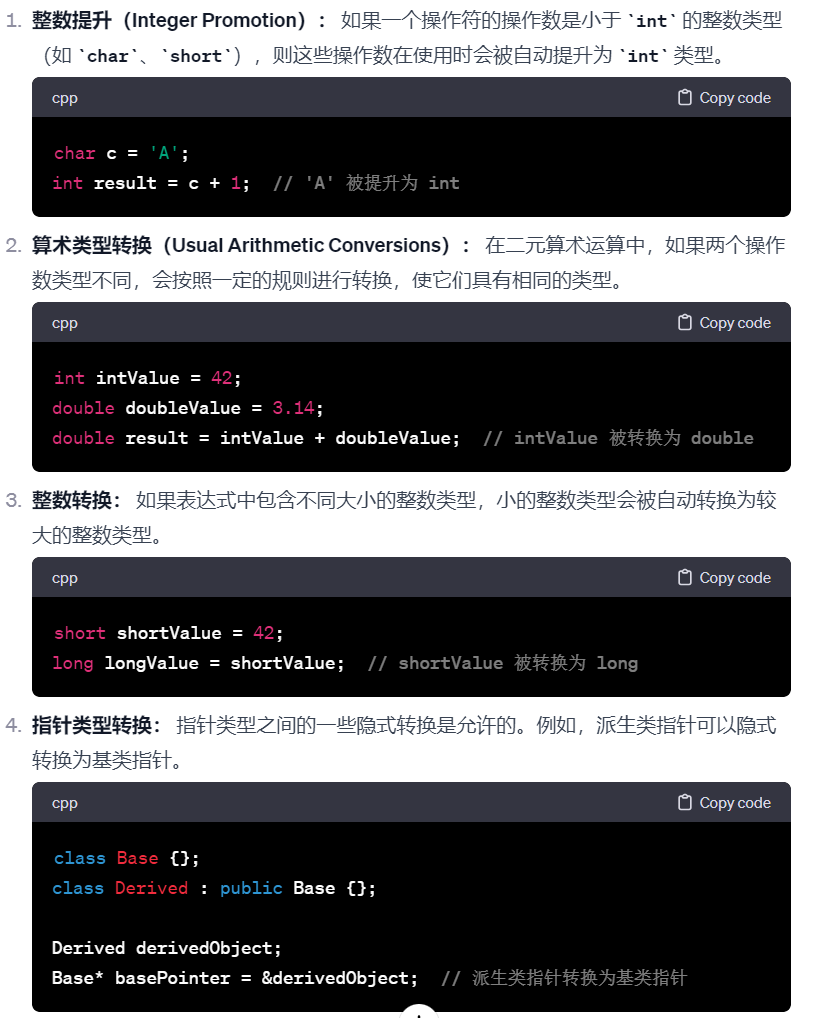 1. 整数提升（Integer Promotion）： 如果一个操作符的操作数是小于 `int` 的整数类型
（如 `char`、`short`），则这些操作数在使用时会被自动提升为 `int` 类型。
cpp Copy code
char c = 'A';
int result = c + 1;  // 'A' 被提升为 int
2. 算术类型转换（Usual Arithmetic Conversions）： 在二元算术运算中，如果两个操作
数类型不同，会按照一定的规则进行转换，使它们具有相同的类型。
cpp Copy code
int intValue = 42;
double doubleValue = 3.14;
double result = intValue + doubleValue;  // intValue 被转换为 double
3. 整数转换： 如果表达式中包含不同大小的整数类型，小的整数类型会被自动转换为较
大的整数类型。
cpp Copy code
short shortValue = 42;
long longValue = shortValue;  // shortValue 被转换为 long
4. 指针类型转换： 指针类型之间的一些隐式转换是允许的。例如，派生类指针可以隐式
转换为基类指针。
cpp Copy code
class Base {};
class Derived : public Base {};
Derived derivedObject;
Base* basePointer = &derivedObject;  // 派生类指针转换为基类指针